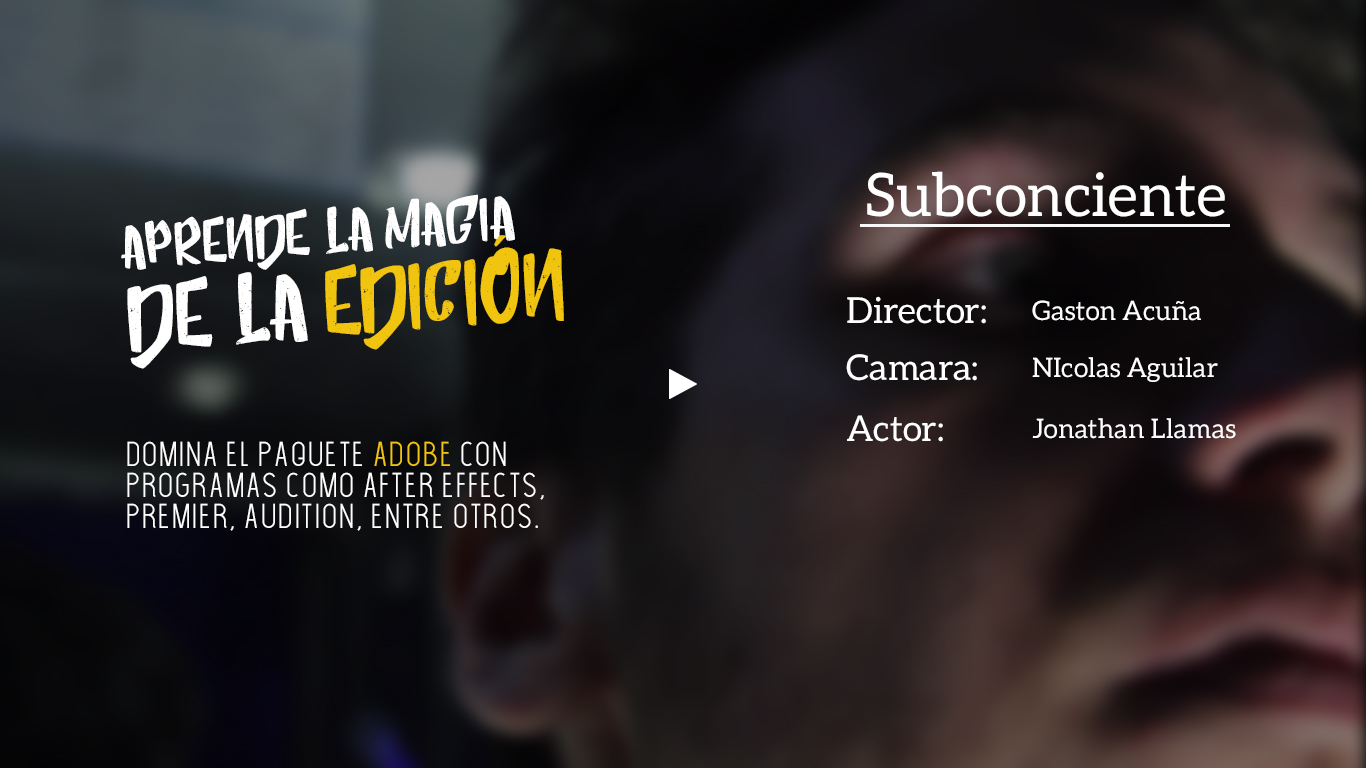 APRENDE LA MAGIA
DE LA EDICIÓN
DOMINA EL PAQUETE ADOBE CON
PROGRAMAS COMO AFTER EFFECTS,
PREMIER, AUDITION, ENTRE OTROS.
Subconciente
Director: Gaston Acuña
Camara: NIcolas Aguilar
Actor: Jonathan Llamas